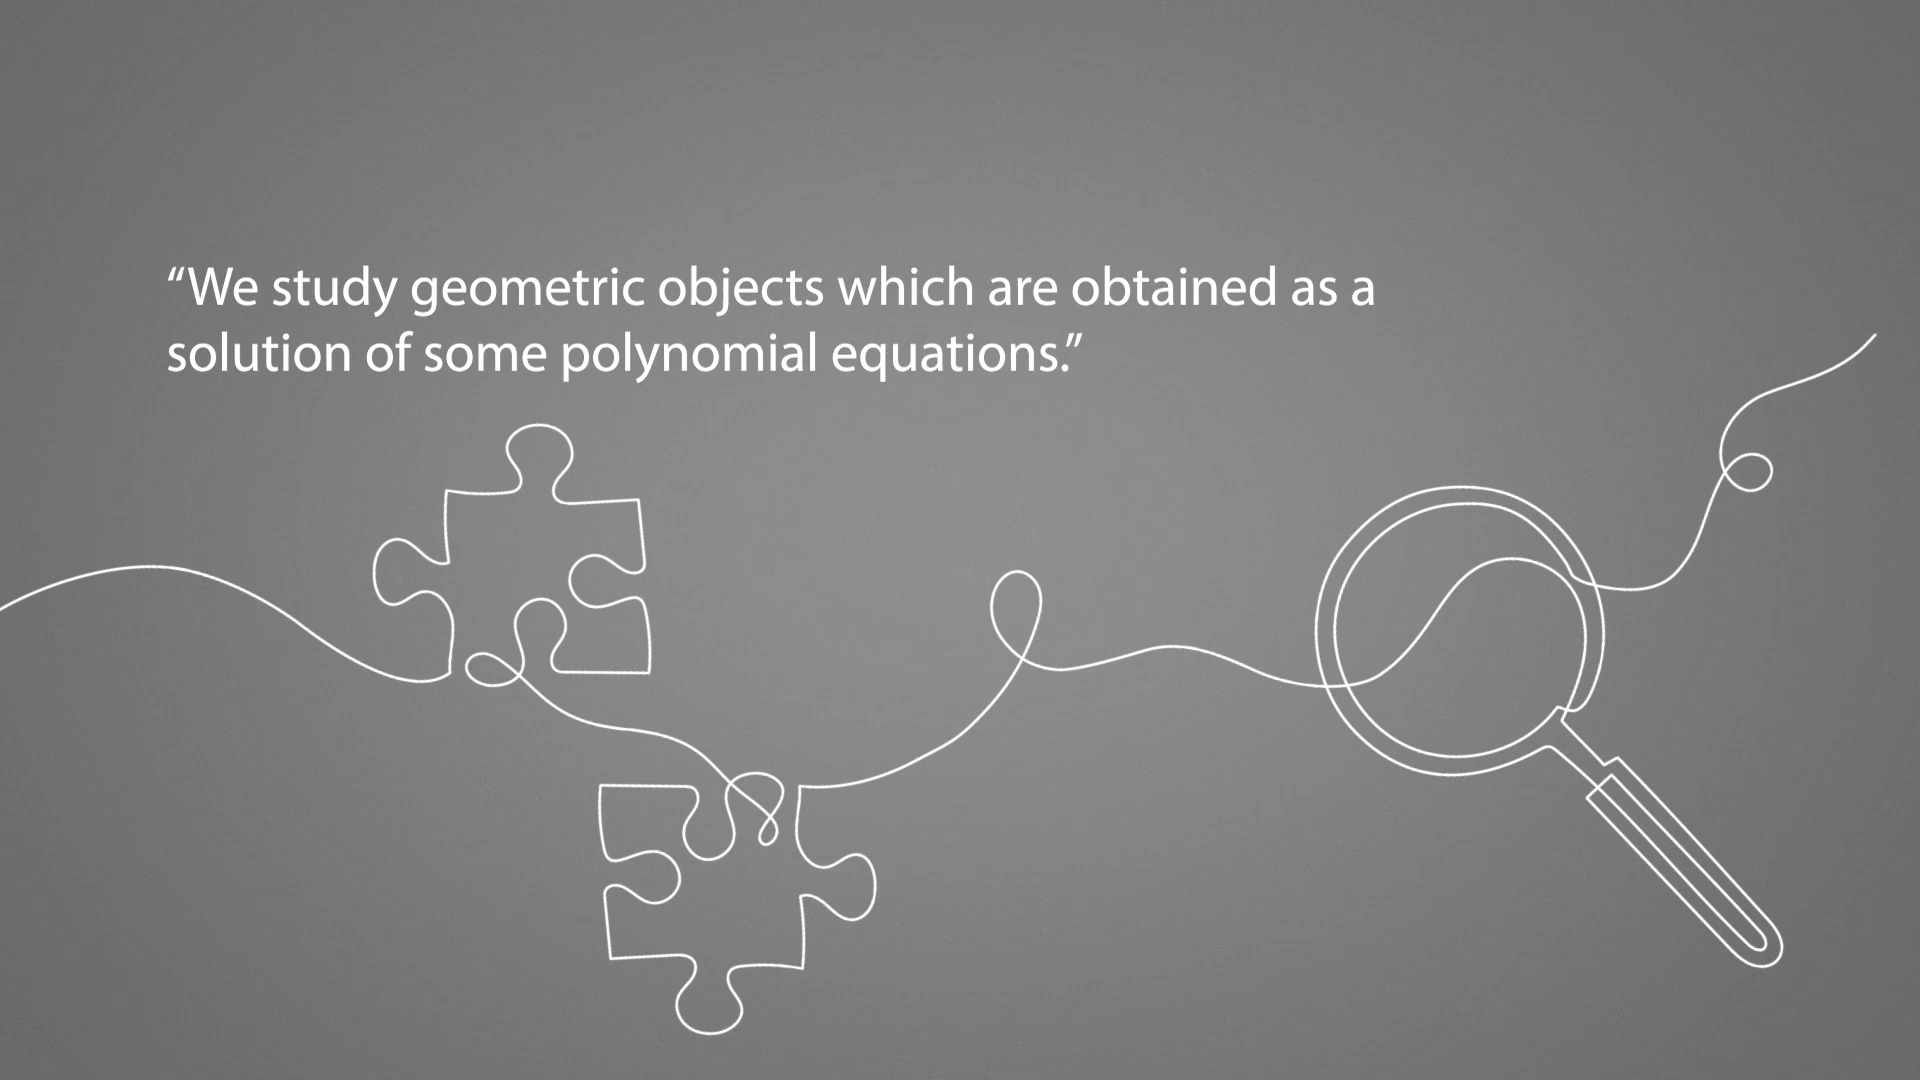 “We study geometric objects which are obtained as a
solution of some polynomial equations.”